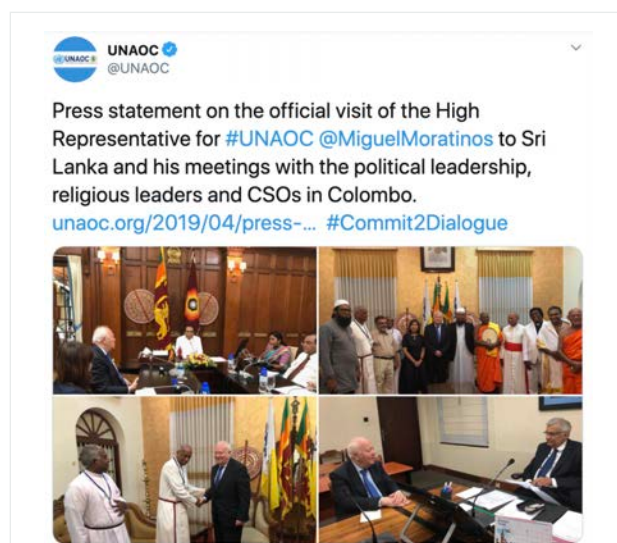 UNAOC
@UNAOC
UNAOC
Press statement on the official visit of the High
Representative for #UNAOC @MiguelMoratinos to Sri
Lanka and his meetings with the political leadership,
religious leaders and CSOs in Colombo.
unaoc.org/2019/04/press-... #Commit2Dialogue